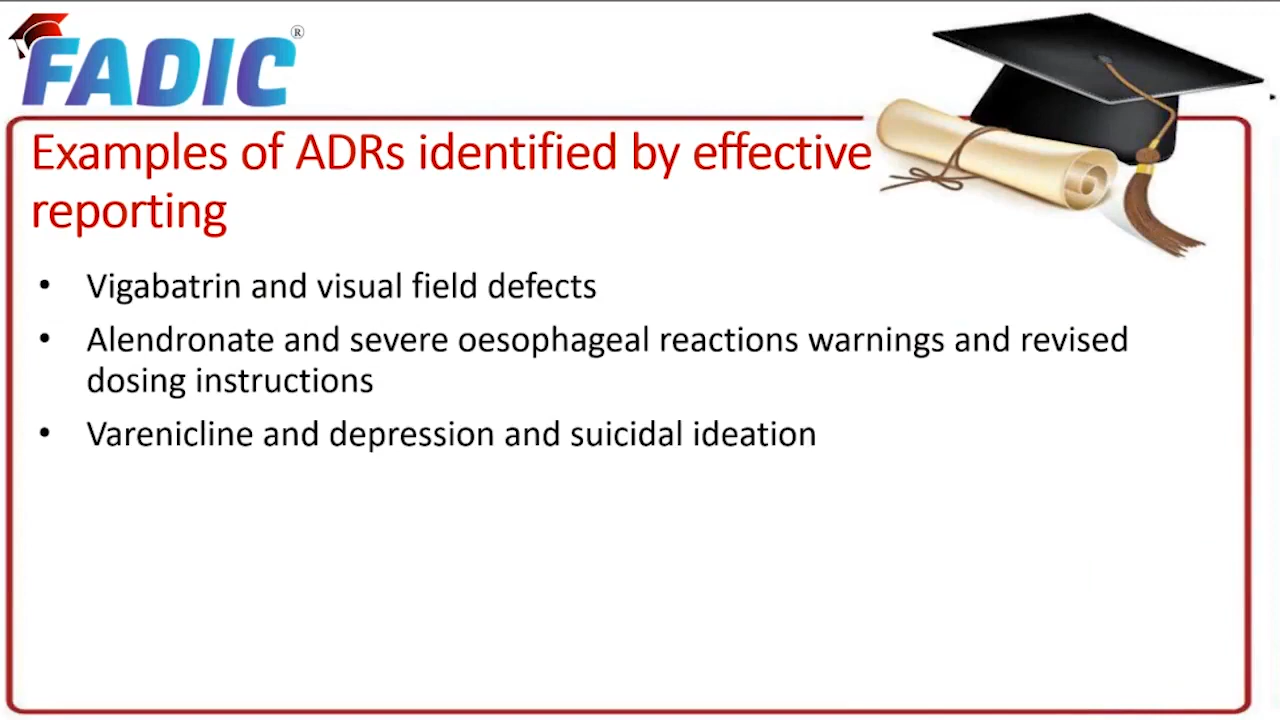 FADIC®
Examples of ADRs identified by effective
reporting
• Vigabatrin and visual field defects
• Alendronate and severe oesophageal reactions warnings and revised
dosing instructions
• Varenicline and depression and suicidal ideation